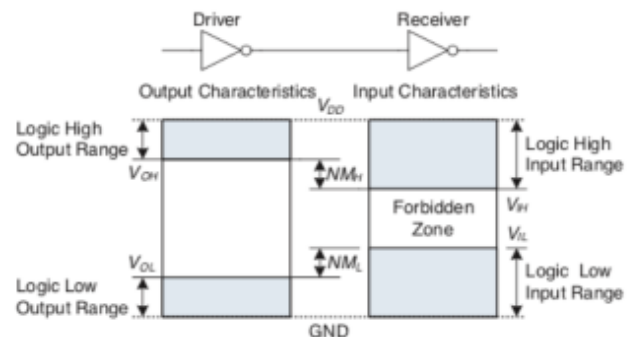 Driver
Receiver
Output Characteristics
Input Characteristics
V_DD
Logic High
Output Range
V_OH
NM_H
Logic High
Input Range
V_IH
Forbidden
Zone
V_IL
V_OL
NM_L
Logic Low
Output Range
Logic Low
Input Range
GND